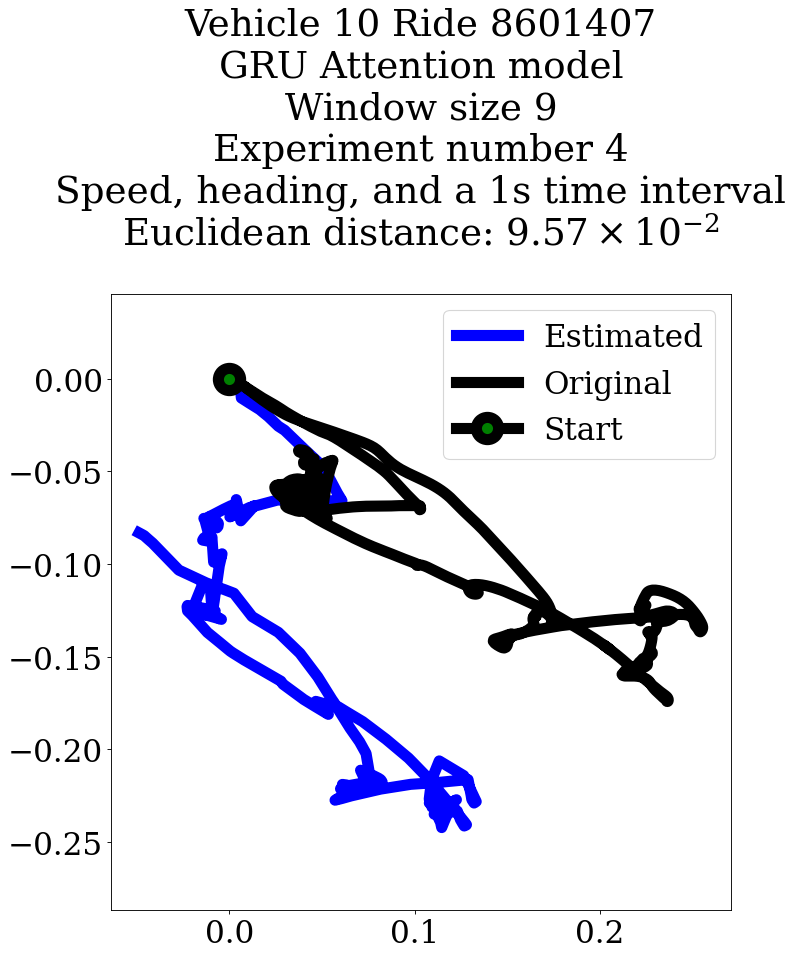 Vehicle 10 Ride 8601407
GRU Attention model
Window size 9
Experiment number 4
Speed, heading, and a 1s time interval
Euclidean distance: 9.57 × 10⁻²
Estimated
Original
Start
0.00
−0.05
−0.10
−0.15
−0.20
−0.25
0.0 0.1 0.2